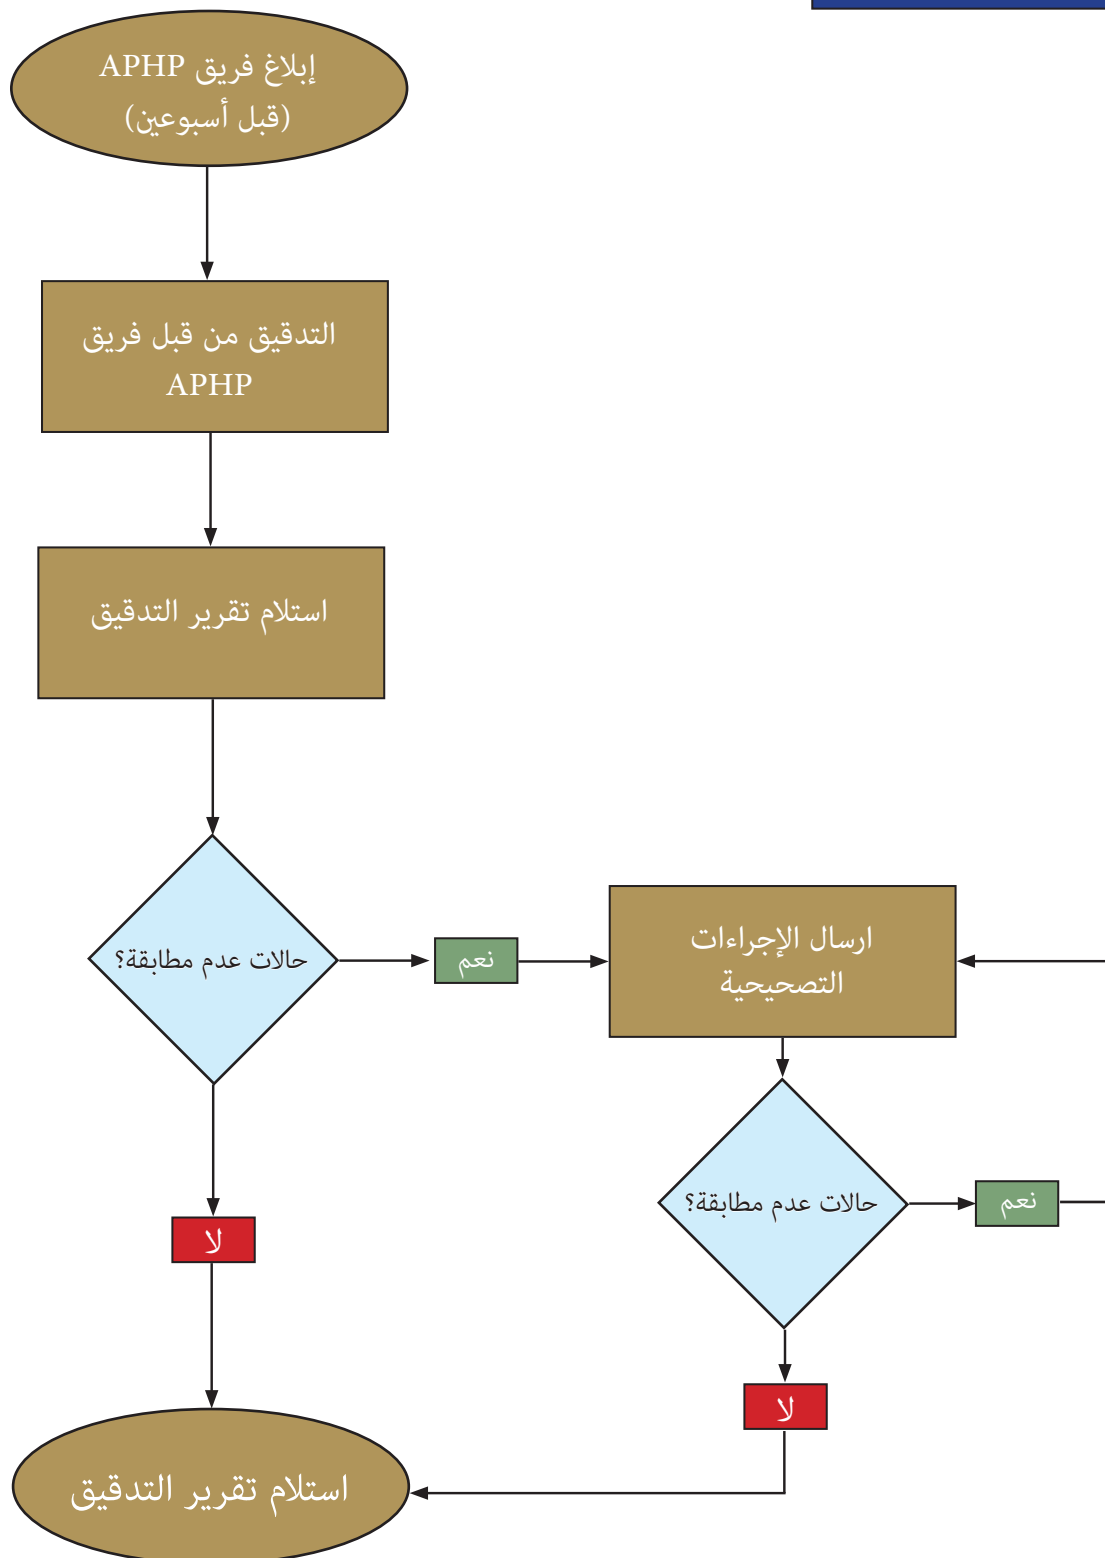 إبلاغ فريق APHP
(قبل أسبوعين)
التدقيق من قبل فريق
APHP
استلام تقرير التدقيق
حالات عدم مطابقة؟
نعم
ارسال الإجراءات
التصحيحية
حالات عدم مطابقة؟
نعم
لا
لا
استلام تقرير التدقيق